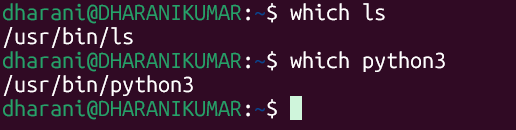 dharani@DHARANIKUMAR:~$ which ls
/usr/bin/ls
dharani@DHARANIKUMAR:~$ which python3
/usr/bin/python3
dharani@DHARANIKUMAR:~$